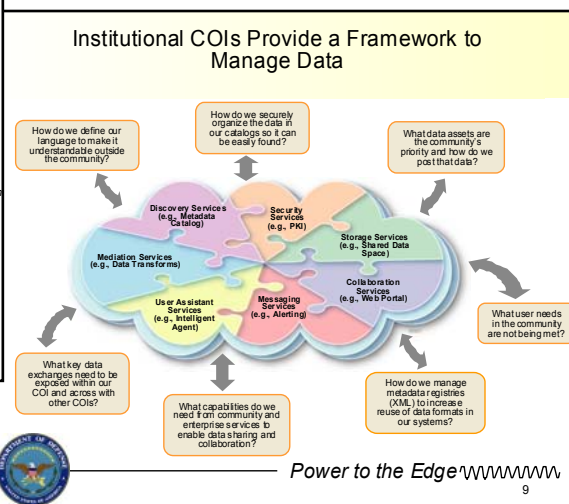 Institutional COIs Provide a Framework to
Manage Data
How do we securely
organize the data in
our catalogs so it can
be easily found?
How do we define our
language to make it
understandable outside
the community?
What data assets are
the community's
priority and how do we
post that data?
Discovery Services
(e.g., Metadata
Catalog)
Security
Services
(e.g., PKI)
Storage Services
(e.g., Shared Data
Space)
Mediation Services
(e.g., Data Transforms)
Collaboration
Services
(e.g., Web Portal)
User Assistant
Services
(e.g., Intelligent
Agent)
Messaging
Services
(e.g., Alerting)
What user needs
in the community
are not being met?
What key data
exchanges need to be
exposed within our
COI and across with
other COIs?
What capabilities do we
need from community and
enterprise services to
enable data sharing and
collaboration?
How do we manage
metadata registries
(XML) to increase
reuse of data formats in
our systems?
DEPARTMENT OF DEFENSE
UNITED STATES OF AMERICA
Power to the Edge
9